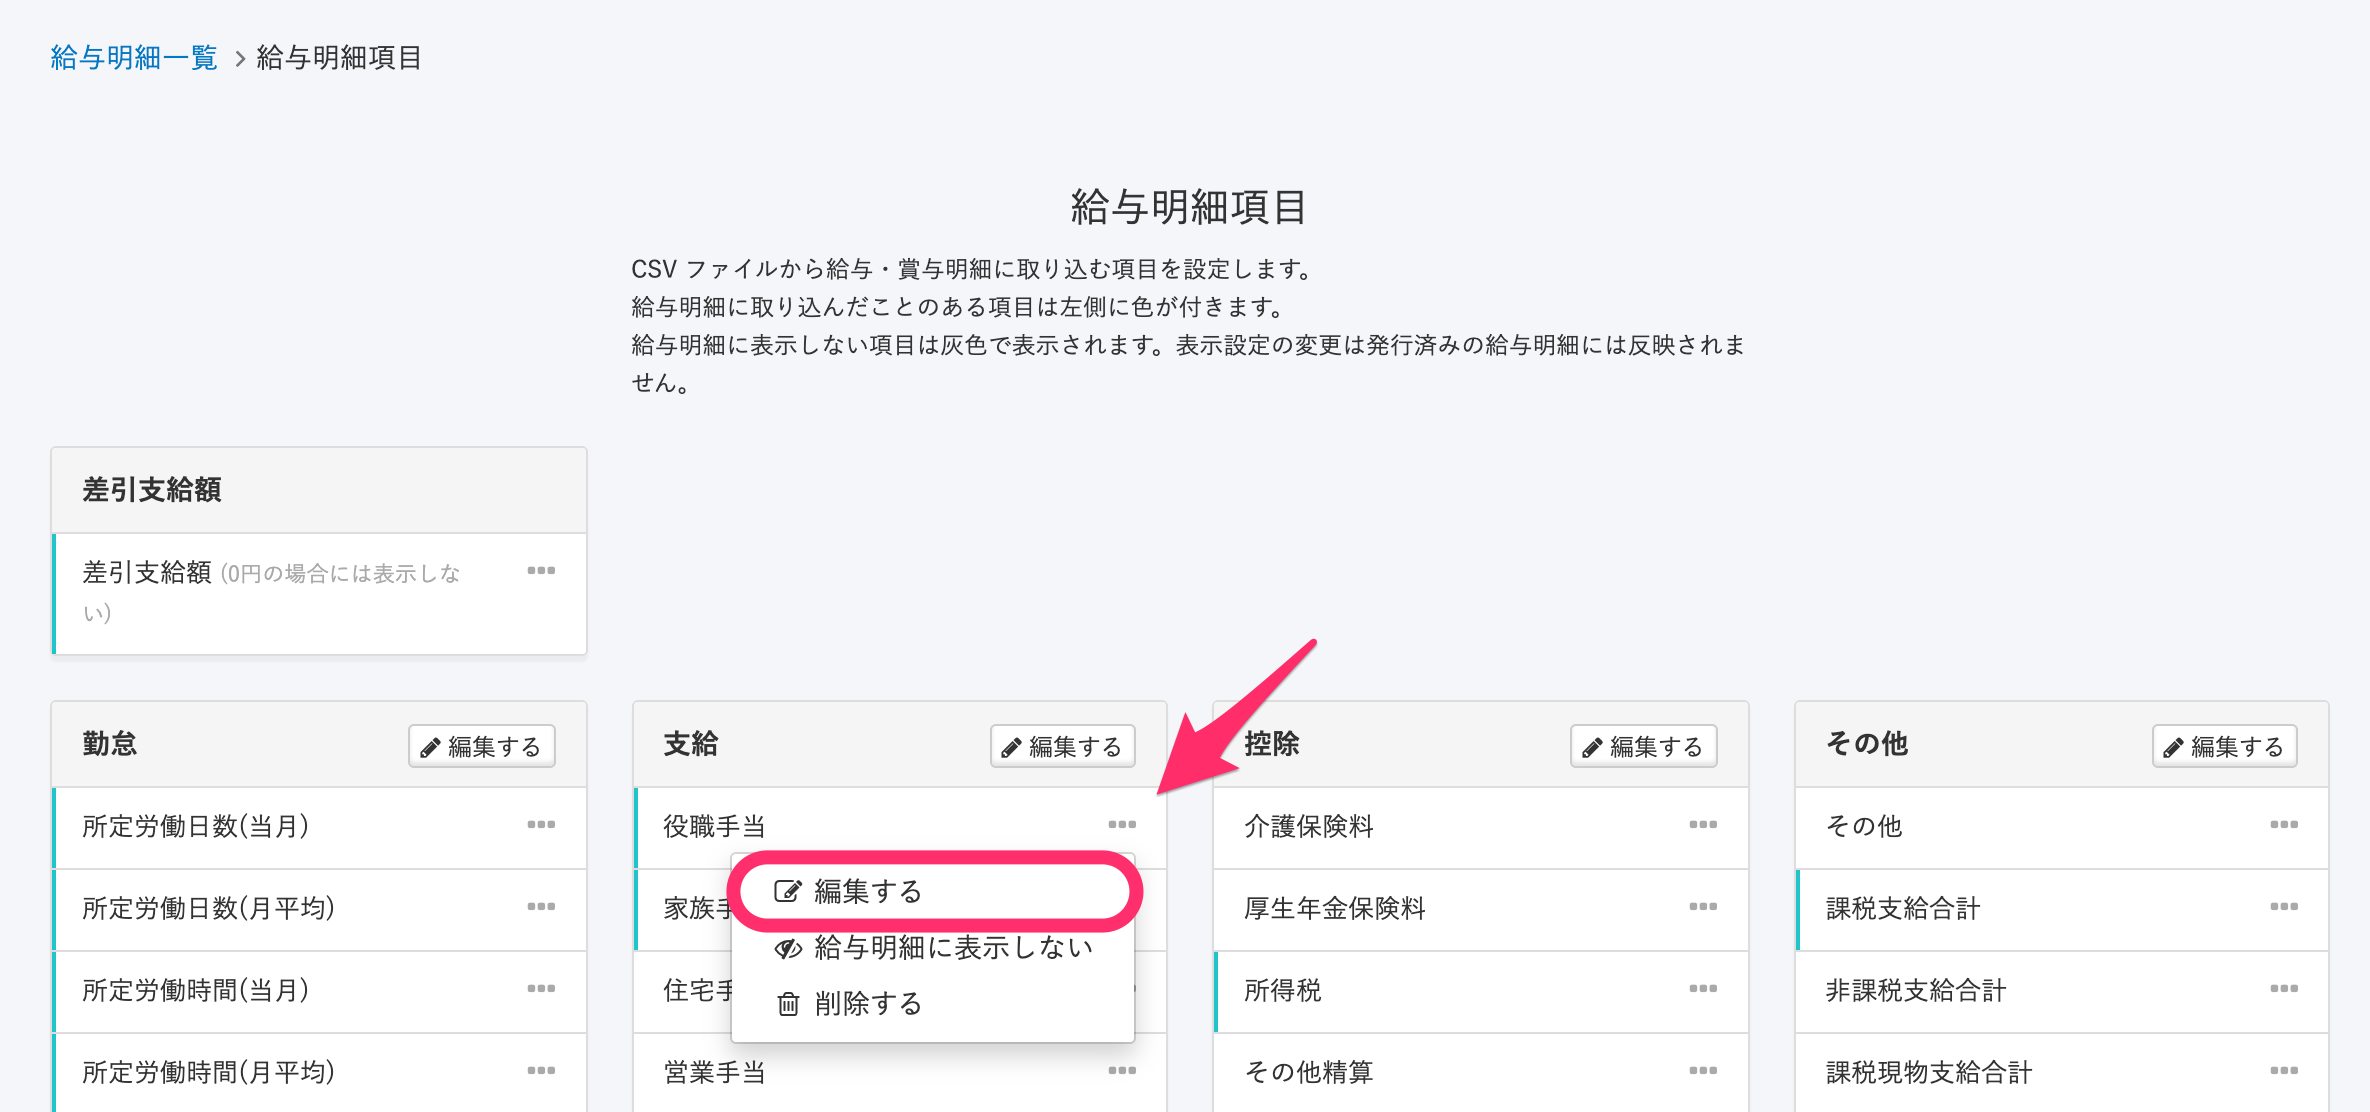 給与明細一覧 > 給与明細項目
給与明細項目
CSV ファイルから給与・賞与明細に取り込む項目を設定します。
給与明細に取り込んだことのある項目は左側に色が付きます。
給与明細に表示しない項目は灰色で表示されます。表示設定の変更は発行済みの給与明細には反映されま
せん。
差引支給額
差引支給額 (0円の場合には表示しな
い)
勤怠
編集する
所定労働日数(当月)
所定労働日数(月平均)
所定労働時間(当月)
所定労働時間(月平均)
支給
編集する
役職手当
家族手
住宅手
営業手当
編集する
給与明細に表示しない
削除する
控除
編集する
介護保険料
厚生年金保険料
所得税
その他精算
その他
編集する
その他
課税支給合計
非課税支給合計
課税現物支給合計